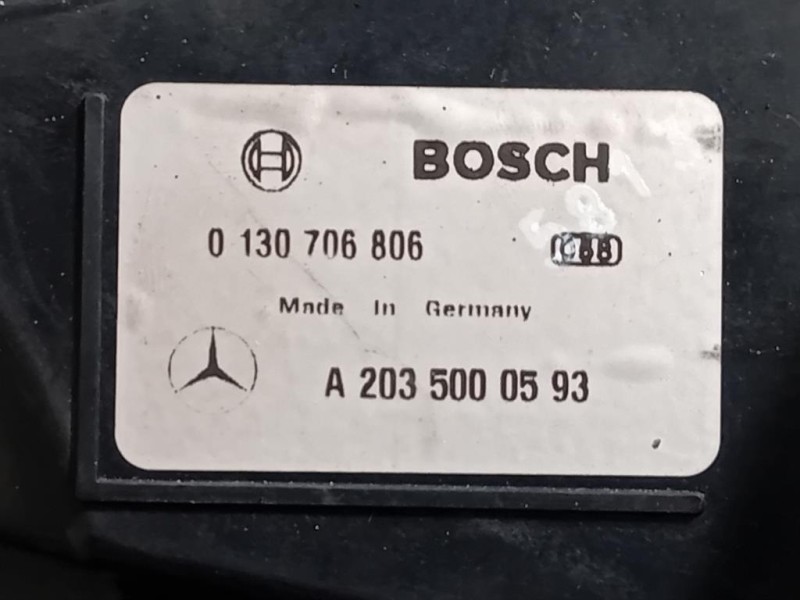 BOSCH
0 130 706 806
Made In Germany
A 203 500 05 93